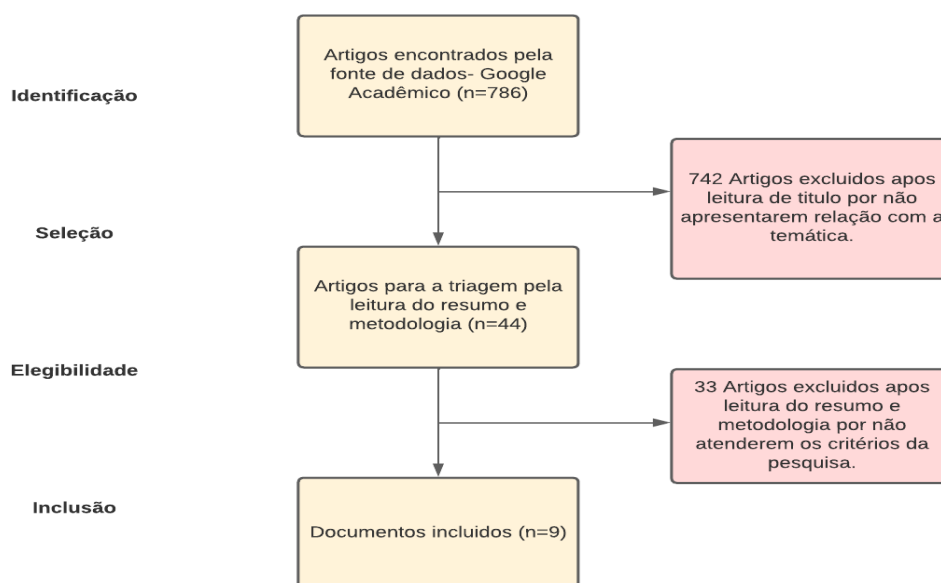 Artigos encontrados pela
fonte de dados- Google
Acadêmico (n=786)
Identificação
742 Artigos excluidos apos
leitura de titulo por não
apresentarem relação com a
temática.
Seleção
Artigos para a triagem pela
leitura do resumo e
metodologia (n=44)
Elegibilidade
33 Artigos excluidos apos
leitura do resumo e
metodologia por não
atenderem os critérios da
pesquisa.
Inclusão
Documentos incluidos (n=9)